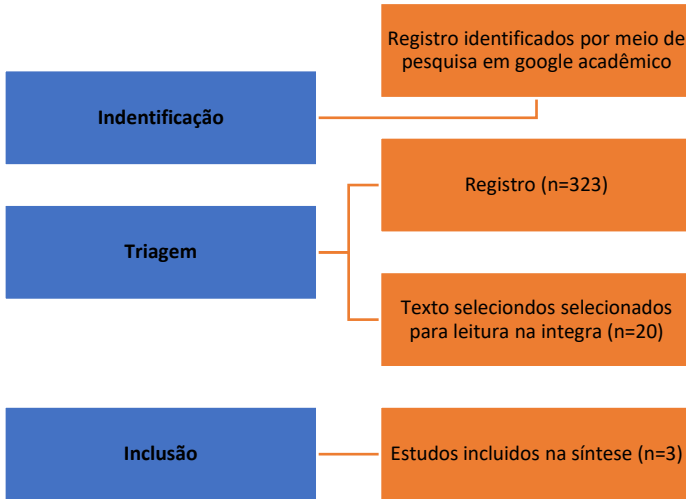 Registro identificados por meio de
pesquisa em google acadêmico
Indentificação
Registro (n=323)
Triagem
Texto seleciondos selecionados
para leitura na integra (n=20)
Inclusão
Estudos incluidos na síntese (n=3)